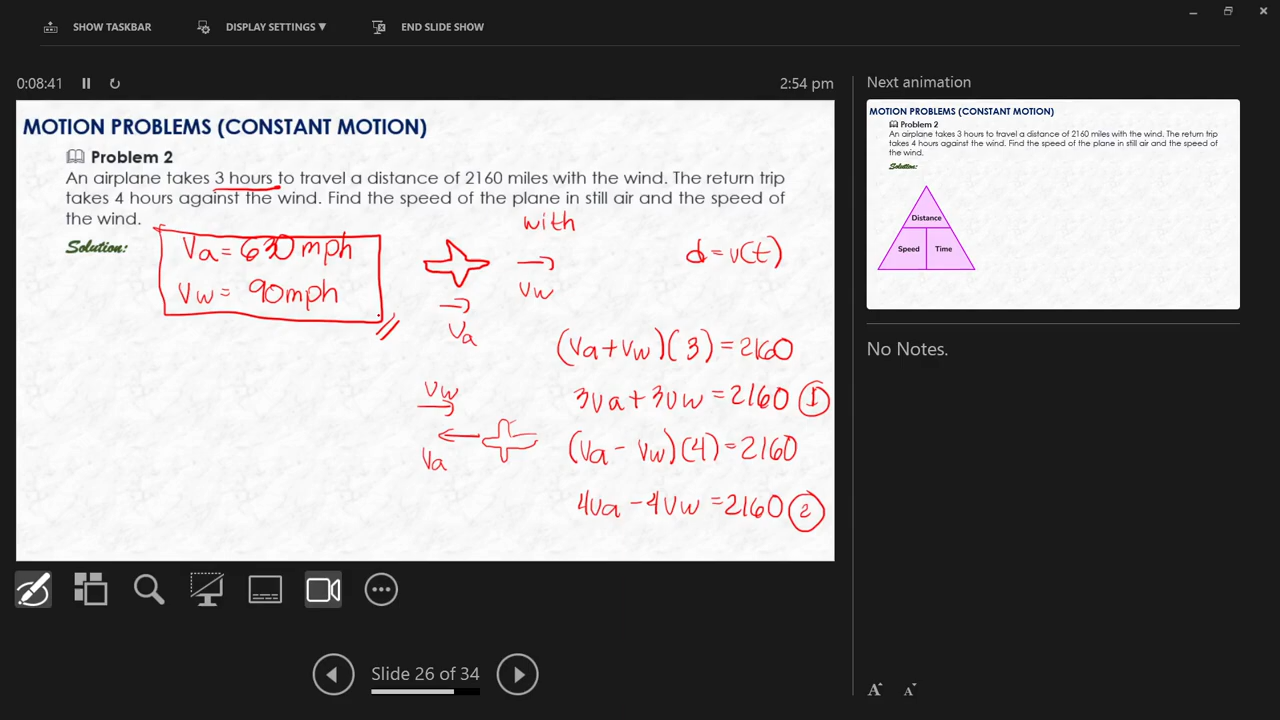 SHOW TASKBAR
DISPLAY SETTINGS ▼
END SLIDE SHOW
0:08:41
2:54 pm
MOTION PROBLEMS (CONSTANT MOTION)
Problem 2
An airplane takes 3 hours to travel a distance of 2160 miles with the wind. The return trip
takes 4 hours against the wind. Find the speed of the plane in still air and the speed of
the wind.
Solution:
Va = 630 mph
Vw = 90mph
with
Vw
Va
d = v(t)
(Va + Vw)(3) = 2160
3Va + 3Vw = 2160 1
Vw
Va
(Va - Vw)(4) = 2160
4Va - 4Vw = 2160 2
Slide 26 of 34
Next animation
MOTION PROBLEMS (CONSTANT MOTION)
Problem 2
An airplane takes 3 hours to travel a distance of 2160 miles with the wind. The return trip
takes 4 hours against the wind. Find the speed of the plane in still air and the speed of
the wind.
Solution:
Distance
Speed
Time
No Notes.
A
A